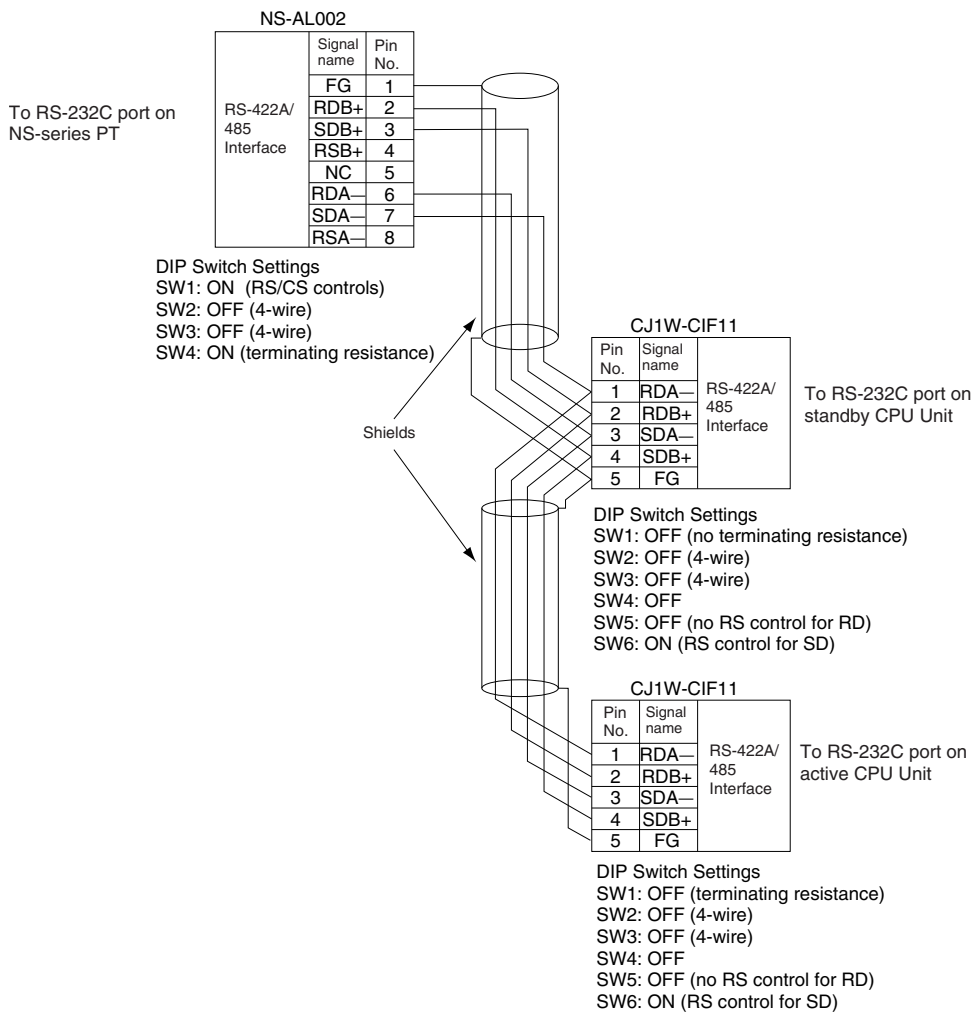 NS-AL002
Signal name Pin No.
FG 1
RDB+ 2
SDB+ 3
RSB+ 4
NC 5
RDA— 6
SDA— 7
RSA— 8
RS-422A/
485
Interface
To RS-232C port on
NS-series PT
DIP Switch Settings
SW1: ON (RS/CS controls)
SW2: OFF (4-wire)
SW3: OFF (4-wire)
SW4: ON (terminating resistance)
Shields
CJ1W-CIF11
Pin No. Signal name
1 RDA—
2 RDB+
3 SDA—
4 SDB+
5 FG
RS-422A/
485
Interface
To RS-232C port on
standby CPU Unit
DIP Switch Settings
SW1: OFF (no terminating resistance)
SW2: OFF (4-wire)
SW3: OFF (4-wire)
SW4: OFF
SW5: OFF (no RS control for RD)
SW6: ON (RS control for SD)
CJ1W-CIF11
Pin No. Signal name
1 RDA—
2 RDB+
3 SDA—
4 SDB+
5 FG
RS-422A/
485
Interface
To RS-232C port on
active CPU Unit
DIP Switch Settings
SW1: OFF (terminating resistance)
SW2: OFF (4-wire)
SW3: OFF (4-wire)
SW4: OFF
SW5: OFF (no RS control for RD)
SW6: ON (RS control for SD)